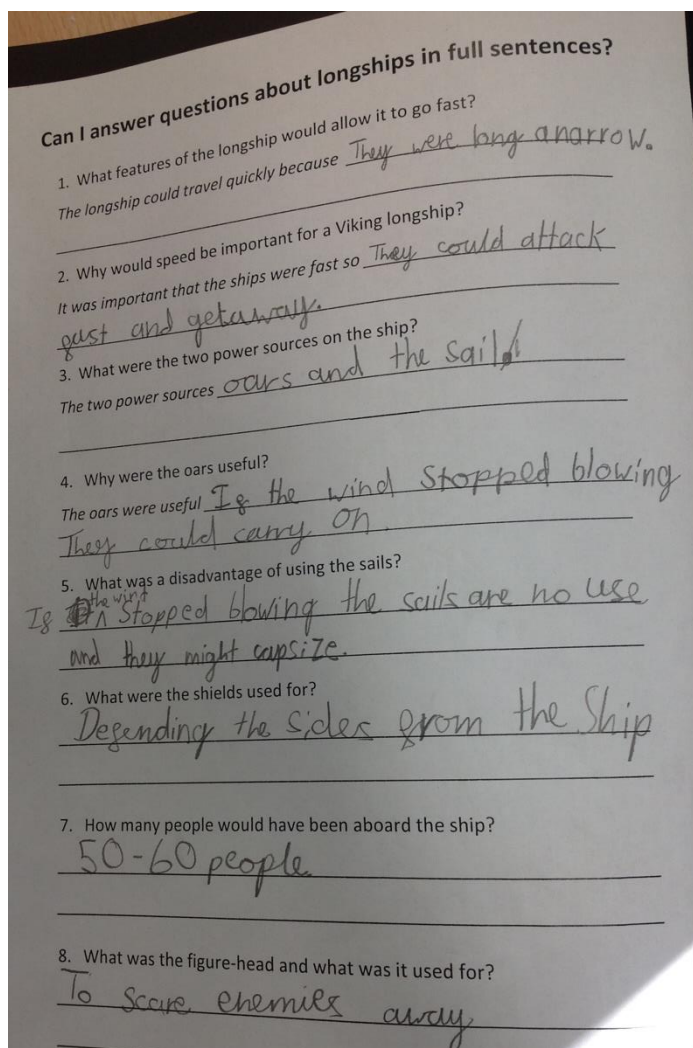 Can I answer questions about longships in full sentences?
1. What features of the longship would allow it to go fast?
The longship could travel quickly because They were long anarrow.
2. Why would speed be important for a Viking longship?
It was important that the ships were fast so They could attack
fast and getaway.
3. What were the two power sources on the ship?
The two power sources oars and the sail
4. Why were the oars useful?
The oars were useful If the wind Stopped blowing
They could carry on.
5. What was a disadvantage of using the sails?
If the wind Stopped blowing the sails are no use
and they might capsize.
6. What were the shields used for?
Defending the Sides from the Ship
7. How many people would have been aboard the ship?
50-60 people
8. What was the figure-head and what was it used for?
To scare enemies away